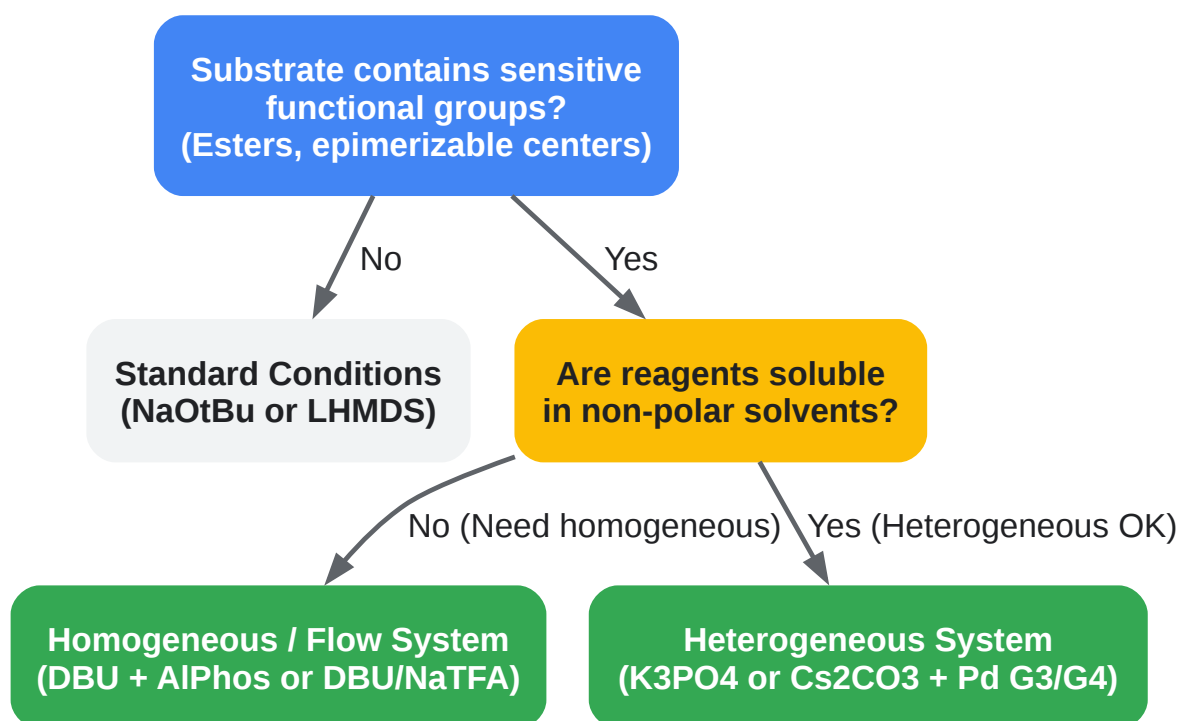 Substrate contains sensitive
functional groups?
(Esters, epimerizable centers)
No
Yes
Standard Conditions
(NaOtBu or LHMDS)
Are reagents soluble
in non-polar solvents?
No (Need homogeneous)
Yes (Heterogeneous OK)
Homogeneous / Flow System
(DBU + AlPhos or DBU/NaTFA)
Heterogeneous System
(K3PO4 or Cs2CO3 + Pd G3/G4)